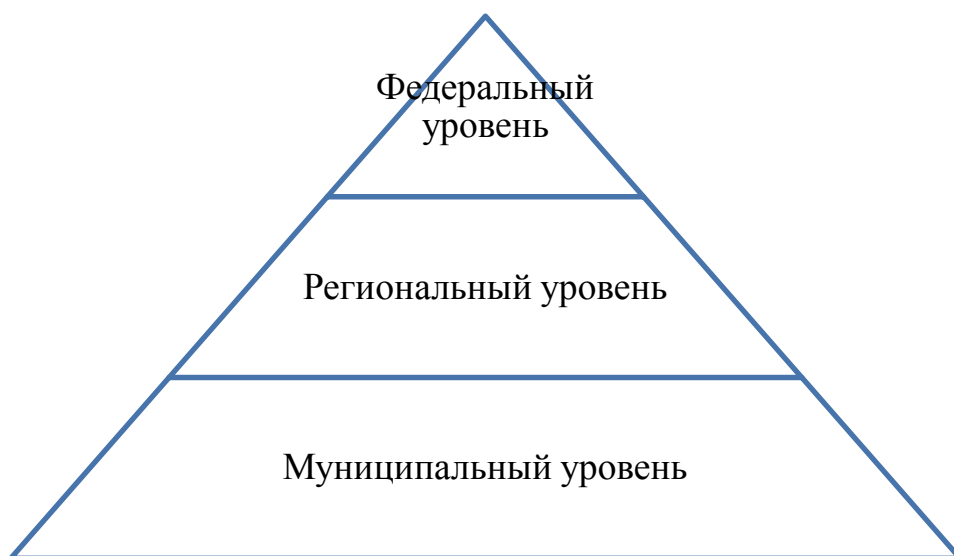 Федеральный
уровень
Региональный уровень
Муниципальный уровень